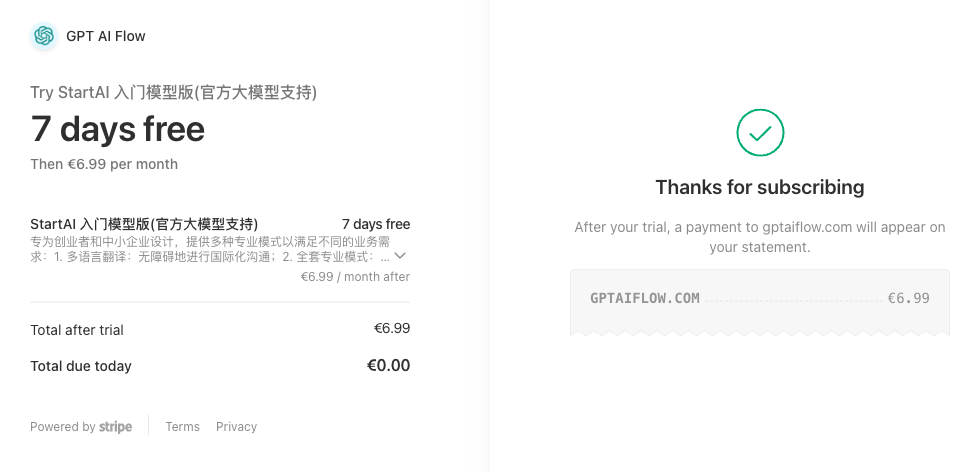 GPT AI Flow
Try StartAI 入门模型版(官方大模型支持)
7 days free
Then €6.99 per month
StartAI 入门模型版(官方大模型支持) 7 days free
专为创业者和中小企业设计，提供多种专业模式以满足不同的业务需
求：1. 多语言翻译：无障碍地进行国际化沟通；2. 全套专业模式：...
€6.99 / month after
Total after trial €6.99
Total due today €0.00
Powered by stripe Terms Privacy
Thanks for subscribing
After your trial, a payment to gptaiflow.com will appear on
your statement.
GPTAIFLOW.COM €6.99